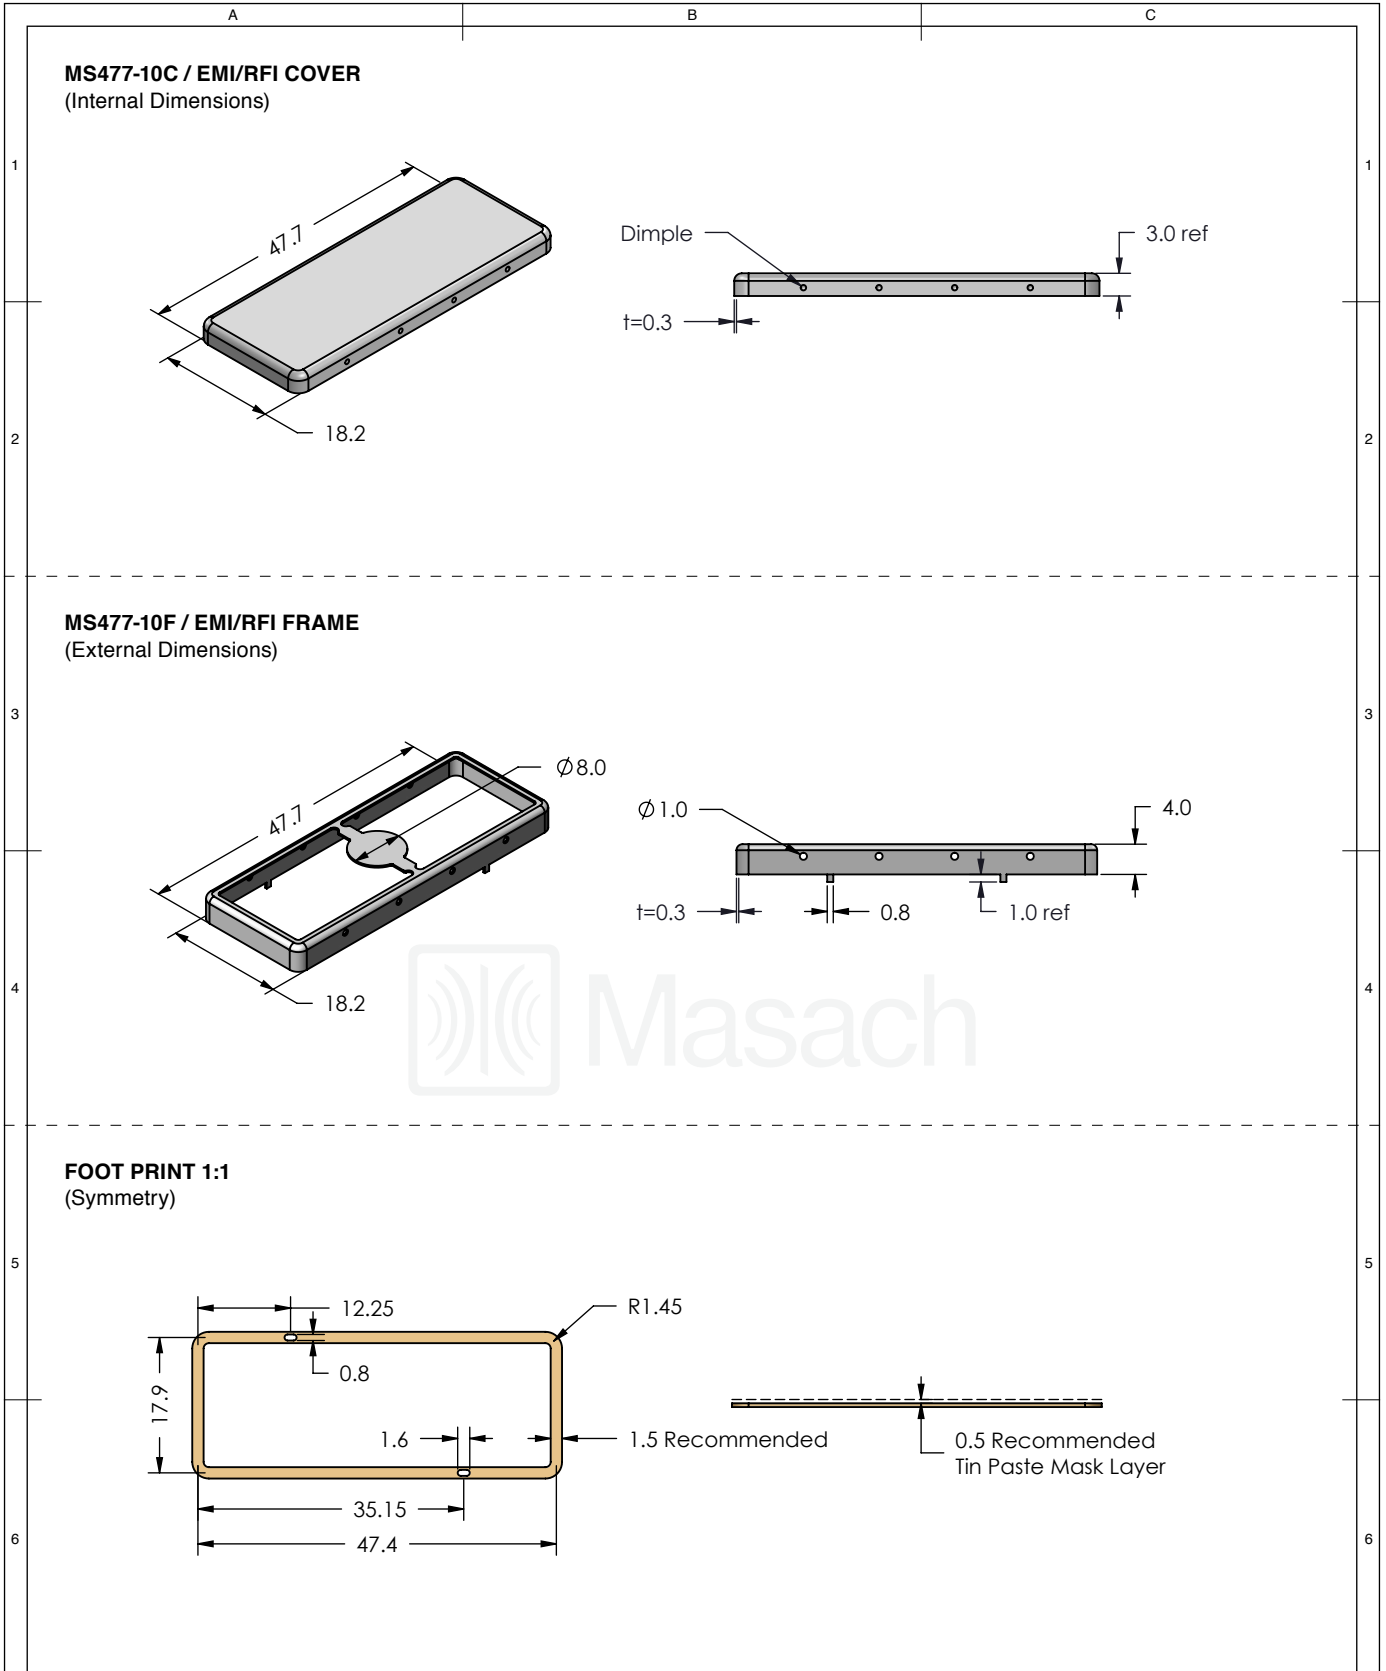 A B C
MS477-10C / EMI/RFI COVER
(Internal Dimensions)
1 1
47.7
Dimple
3.0 ref
t=0.3
18.2
2 2
MS477-10F / EMI/RFI FRAME
(External Dimensions)
3 3
Ø8.0
47.7
Ø1.0
4.0
t=0.3
0.8
1.0 ref
18.2
4 4
Masach
FOOT PRINT 1:1
(Symmetry)
5 5
12.25
R1.45
0.8
17.9
1.6
1.5 Recommended
0.5 Recommended
Tin Paste Mask Layer
35.15
47.4
6 6